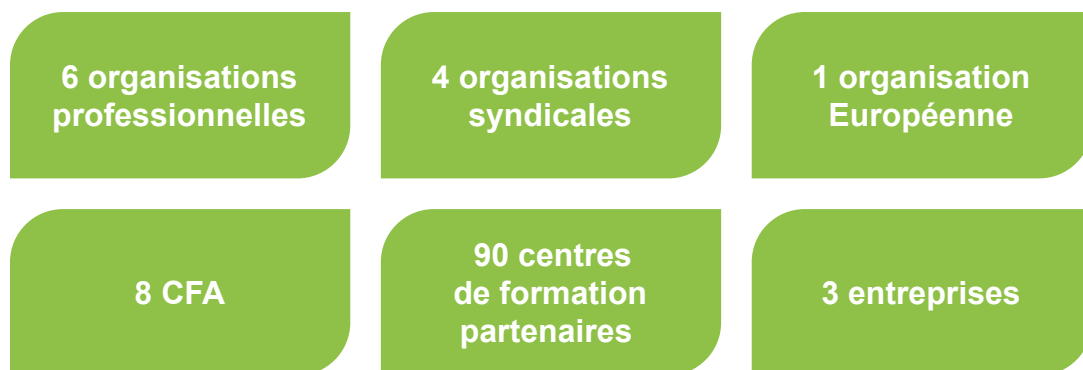 6 organisations
professionnelles
4 organisations
syndicales
1 organisation
Européenne
8 CFA
90 centres
de formation
partenaires
3 entreprises